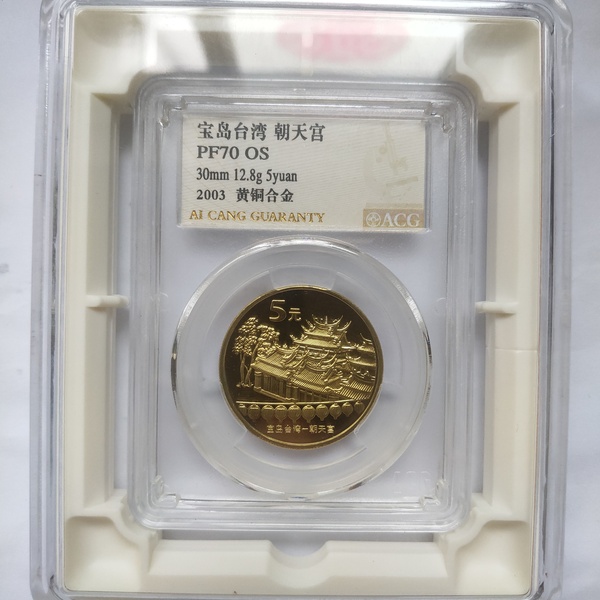 宝岛台湾 朝天宫
PF70 OS
30mm 12.8g 5yuan
2003 黄铜合金
AI CANG GUARANTY
ACG
5元
宝岛台湾—朝天宫